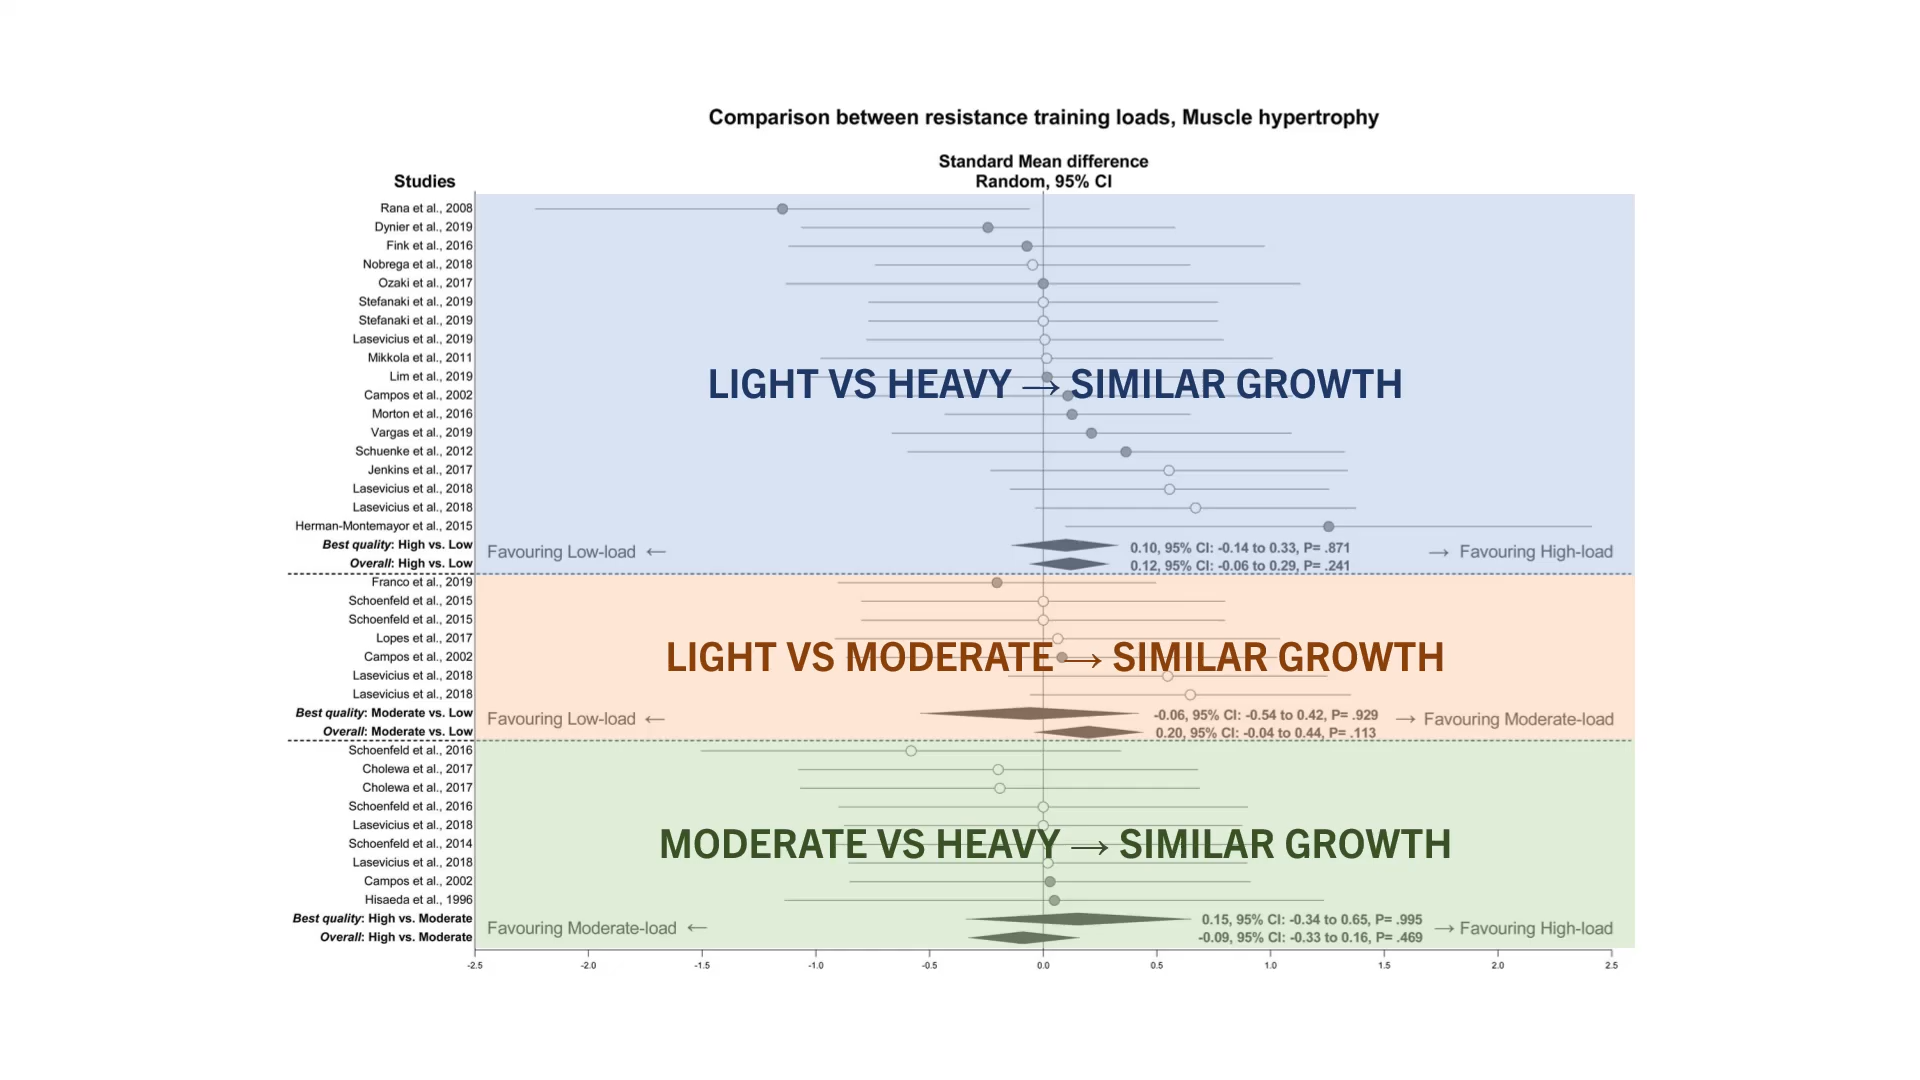 Comparison between resistance training loads, Muscle hypertrophy
Standard Mean difference
Random, 95% CI
Studies
Rana et al., 2008
Dynier et al., 2019
Fink et al., 2016
Nobrega et al., 2018
Ozaki et al., 2017
Stefanaki et al., 2019
Stefanaki et al., 2019
Lasevicius et al., 2019
Mikkola et al., 2011
Lim et al., 2019
LIGHT VS HEAVY → SIMILAR GROWTH
Campos et al., 2002
Morton et al., 2016
Vargas et al., 2019
Schuenke et al., 2012
Jenkins et al., 2017
Lasevicius et al., 2018
Lasevicius et al., 2018
Herman-Montemayor et al., 2015
Best quality: High vs. Low
Favouring Low-load ←
0.10, 95% CI: -0.14 to 0.33, P= .871
→ Favouring High-load
Overall: High vs. Low
0.12, 95% CI: -0.06 to 0.29, P= .241
Franco et al., 2019
Schoenfeld et al., 2015
Schoenfeld et al., 2015
Lopes et al., 2017
Campos et al., 2002
LIGHT VS MODERATE → SIMILAR GROWTH
Lasevicius et al., 2018
Lasevicius et al., 2018
Best quality: Moderate vs. Low
Favouring Low-load ←
-0.06, 95% CI: -0.54 to 0.42, P= .929
→ Favouring Moderate-load
Overall: Moderate vs. Low
0.20, 95% CI: -0.04 to 0.44, P= .113
Schoenfeld et al., 2016
Cholewa et al., 2017
Cholewa et al., 2017
Schoenfeld et al., 2016
Lasevicius et al., 2018
Schoenfeld et al., 2014
MODERATE VS HEAVY → SIMILAR GROWTH
Lasevicius et al., 2018
Campos et al., 2002
Hisaeda et al., 1996
Best quality: High vs. Moderate
Favouring Moderate-load ←
0.15, 95% CI: -0.34 to 0.65, P= .995
→ Favouring High-load
Overall: High vs. Moderate
-0.09, 95% CI: -0.33 to 0.16, P= .469
-2.5 -2.0 -1.5 -1.0 -0.5 0.0 0.5 1.0 1.5 2.0 2.5